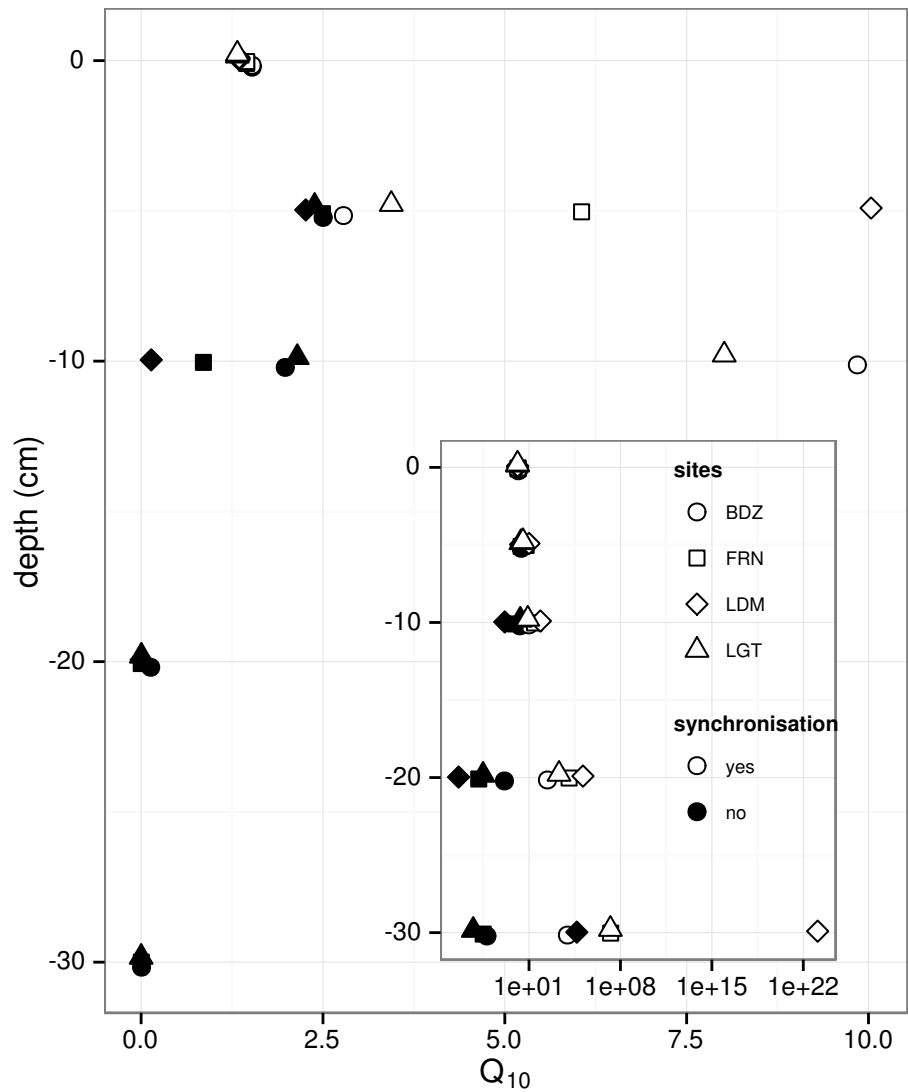 0
-10
-20
-30
depth (cm)
0.0 2.5 5.0 7.5 10.0
Q10
0
-10
-20
-30
1e+01 1e+08 1e+15 1e+22
sites
BDZ
FRN
LDM
LGT
synchronisation
yes
no